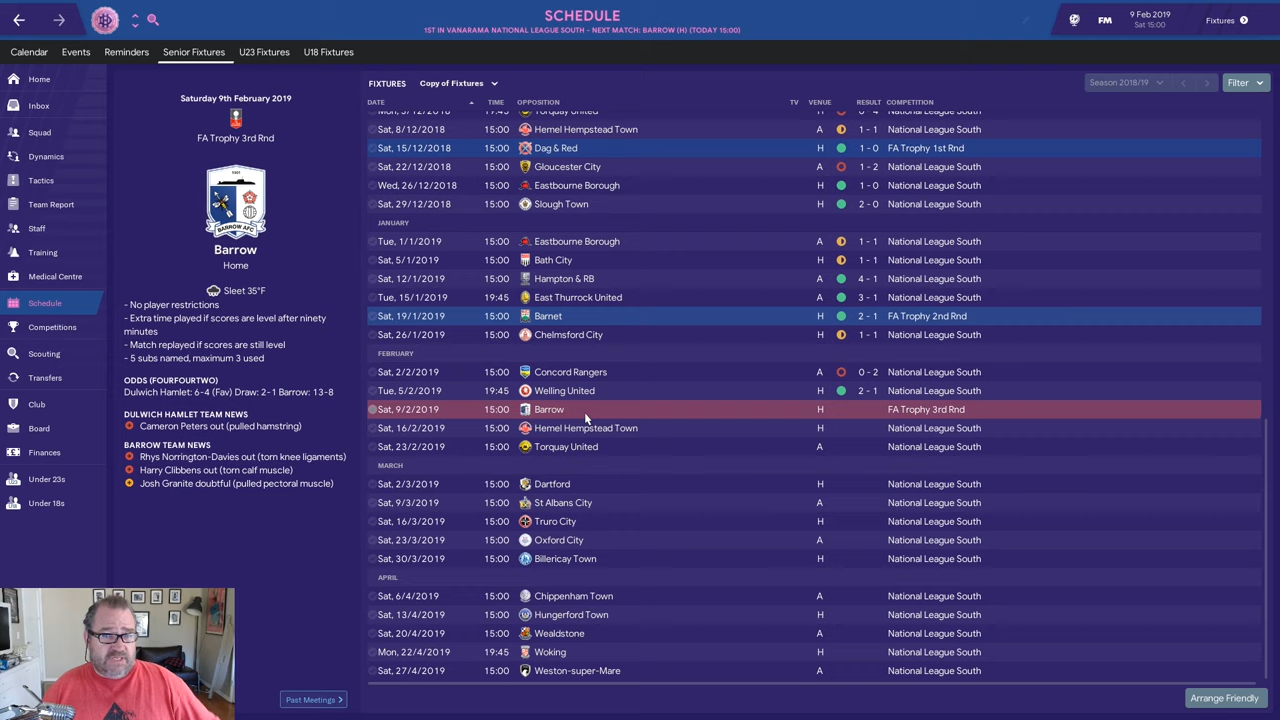 SCHEDULE
1ST IN VANARAMA NATIONAL LEAGUE SOUTH - NEXT MATCH: BARROW (H) (TODAY 15:00)
FM
9 Feb 2019
Sat 15:00
Fixtures
Calendar Events Reminders Senior Fixtures U23 Fixtures U18 Fixtures
Home
Inbox
Squad
Dynamics
Tactics
Team Report
Staff
Training
Medical Centre
Schedule
Competitions
Scouting
Transfers
Club
Board
Finances
Under 23s
Under 18s
Saturday 9th February 2019
FA Trophy 3rd Rnd
BARROW AFC
Barrow
Home
Sleet 35°F
- No player restrictions
- Extra time played if scores are level after ninety
minutes
- Match replayed if scores are still level
- 5 subs named, maximum 3 used
ODDS (FOURFOURTWO)
Dulwich Hamlet: 6-4 (Fav) Draw: 2-1 Barrow: 13-8
DULWICH HAMLET TEAM NEWS
Cameron Peters out (pulled hamstring)
BARROW TEAM NEWS
Rhys Norrington-Davies out (torn knee ligaments)
Harry Clibbens out (torn calf muscle)
Josh Granite doubtful (pulled pectoral muscle)
Past Meetings
FIXTURES Copy of Fixtures Season 2018/19 Filter
DATE TIME OPPOSITION TV VENUE RESULT COMPETITION
Mon, 3/12/2018 19:45 Torquay United H 0 - 4 National League South
Sat, 8/12/2018 15:00 Hemel Hempstead Town A 1 - 1 National League South
Sat, 15/12/2018 15:00 Dag & Red H 1 - 0 FA Trophy 1st Rnd
Sat, 22/12/2018 15:00 Gloucester City A 1 - 2 National League South
Wed, 26/12/2018 15:00 Eastbourne Borough H 1 - 0 National League South
Sat, 29/12/2018 15:00 Slough Town H 2 - 0 National League South
JANUARY
Tue, 1/1/2019 15:00 Eastbourne Borough A 1 - 1 National League South
Sat, 5/1/2019 15:00 Bath City H 1 - 1 National League South
Sat, 12/1/2019 15:00 Hampton & RB A 4 - 1 National League South
Tue, 15/1/2019 19:45 East Thurrock United A 3 - 1 National League South
Sat, 19/1/2019 15:00 Barnet H 2 - 1 FA Trophy 2nd Rnd
Sat, 26/1/2019 15:00 Chelmsford City H 1 - 1 National League South
FEBRUARY
Sat, 2/2/2019 15:00 Concord Rangers A 0 - 2 National League South
Tue, 5/2/2019 19:45 Welling United H 2 - 1 National League South
Sat, 9/2/2019 15:00 Barrow H FA Trophy 3rd Rnd
Sat, 16/2/2019 15:00 Hemel Hempstead Town H National League South
Sat, 23/2/2019 15:00 Torquay United A National League South
MARCH
Sat, 2/3/2019 15:00 Dartford H National League South
Sat, 9/3/2019 15:00 St Albans City A National League South
Sat, 16/3/2019 15:00 Truro City H National League South
Sat, 23/3/2019 15:00 Oxford City A National League South
Sat, 30/3/2019 15:00 Billericay Town H National League South
APRIL
Sat, 6/4/2019 15:00 Chippenham Town A National League South
Sat, 13/4/2019 15:00 Hungerford Town H National League South
Sat, 20/4/2019 15:00 Wealdstone A National League South
Mon, 22/4/2019 19:45 Woking H National League South
Sat, 27/4/2019 15:00 Weston-super-Mare A National League South
Arrange Friendly